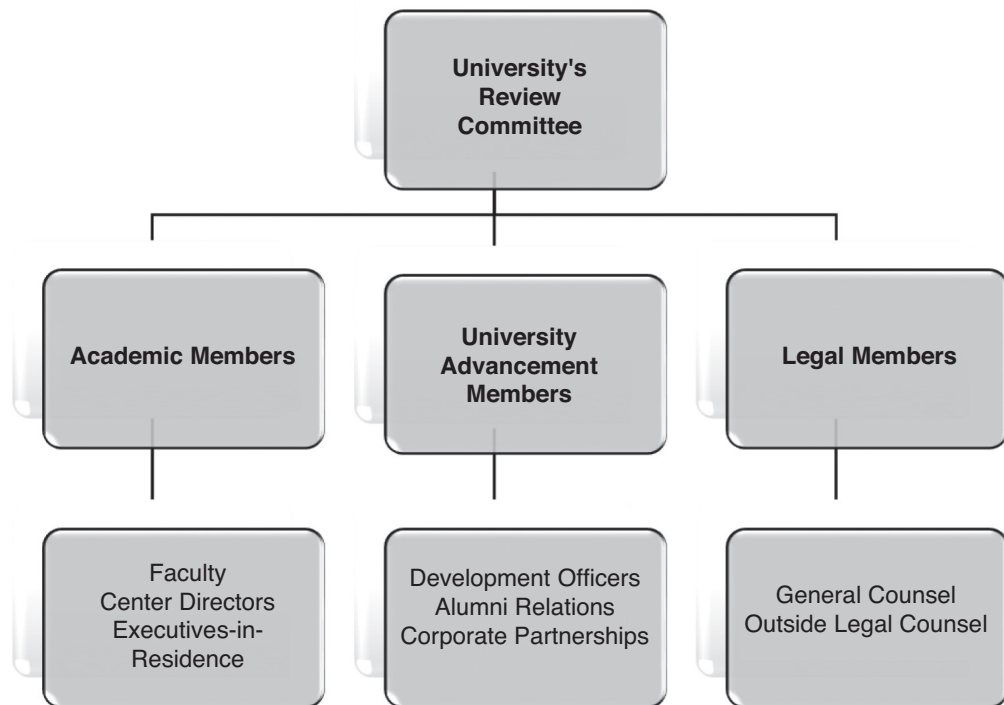 University's
Review
Committee
Academic Members
University
Advancement
Members
Legal Members
Faculty
Center Directors
Executives-in-
Residence
Development Officers
Alumni Relations
Corporate Partnerships
General Counsel
Outside Legal Counsel